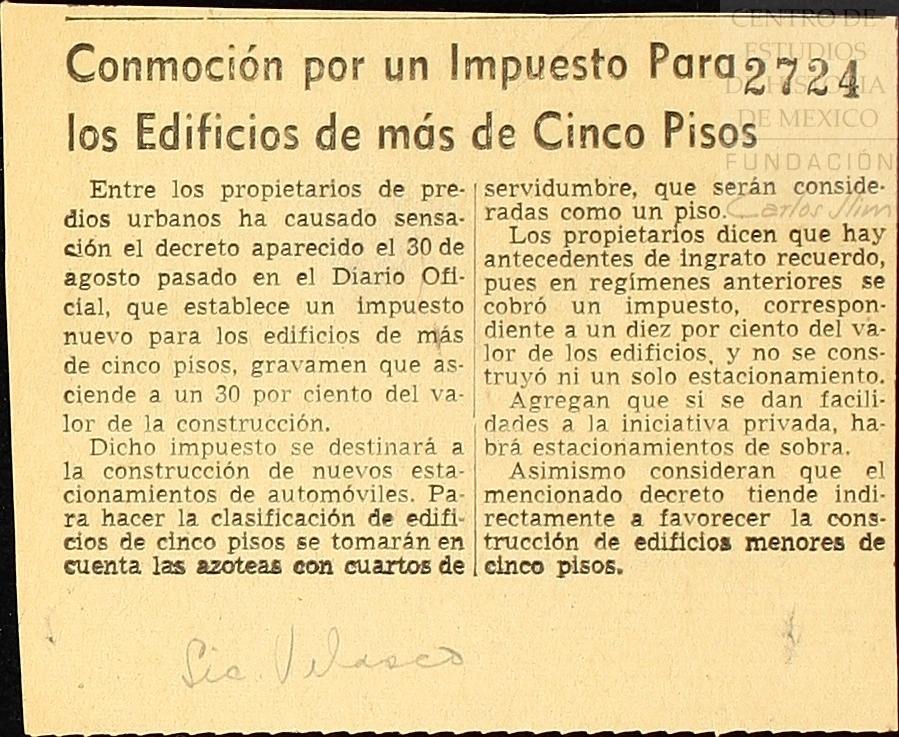 Conmoción por un Impuesto Para
los Edificios de más de Cinco Pisos
2724
CENTRO DE
ESTUDIOS
DE HISTORIA
DE MEXICO
FUNDACIÓN
Carlos Slim
Entre los propietarios de pre-
dios urbanos ha causado sensa-
ción el decreto aparecido el 30 de
agosto pasado en el Diario Ofi-
cial, que establece un impuesto
nuevo para los edificios de más
de cinco pisos, gravamen que as-
ciende a un 30 por ciento del va-
lor de la construcción.
Dicho impuesto se destinará a
la construcción de nuevos esta-
cionamientos de automóviles. Pa-
ra hacer la clasificación de edifi-
cios de cinco pisos se tomarán en
cuenta las azoteas con cuartos de
servidumbre, que serán conside-
radas como un piso.
Los propietarios dicen que hay
antecedentes de ingrato recuerdo,
pues en regímenes anteriores se
cobró un impuesto, correspon-
diente a un diez por ciento del va-
lor de los edificios, y no se cons-
truyó ni un solo estacionamiento.
Agregan que si se dan facili-
dades a la iniciativa privada, ha-
brá estacionamientos de sobra.
Asimismo consideran que el
mencionado decreto tiende indi-
rectamente a favorecer la cons-
trucción de edificios menores de
cinco pisos.
Velasco